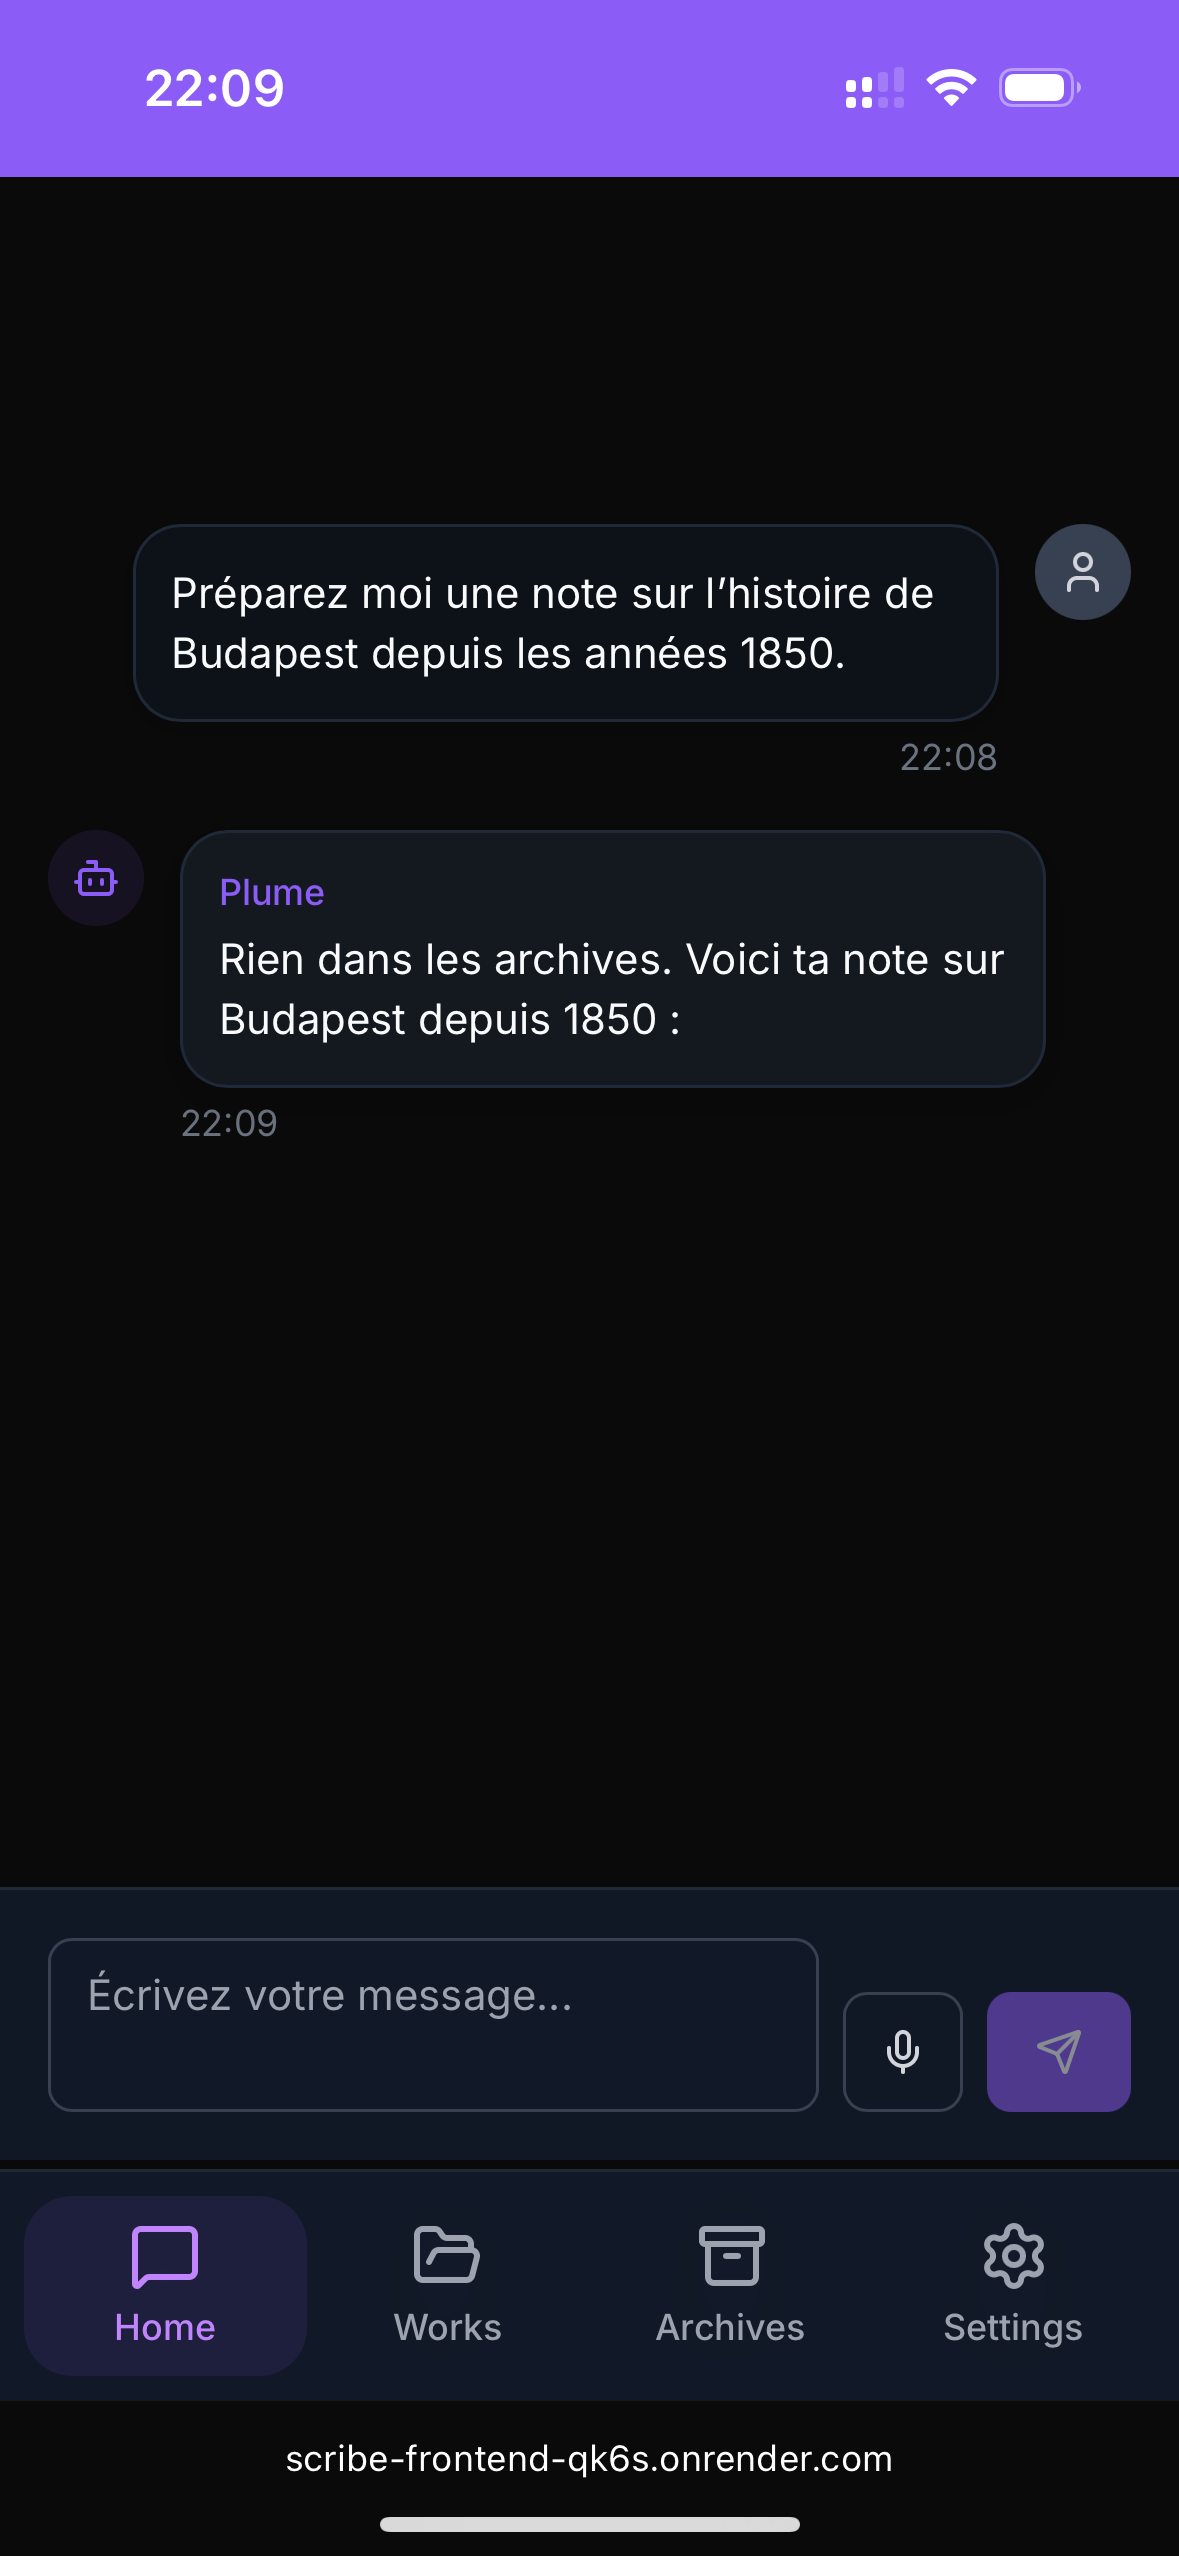 22:09
Préparez moi une note sur l’histoire de
Budapest depuis les années 1850.
22:08
Plume
Rien dans les archives. Voici ta note sur
Budapest depuis 1850 :
22:09
Écrivez votre message...
Home
Works
Archives
Settings
scribe-frontend-qk6s.onrender.com